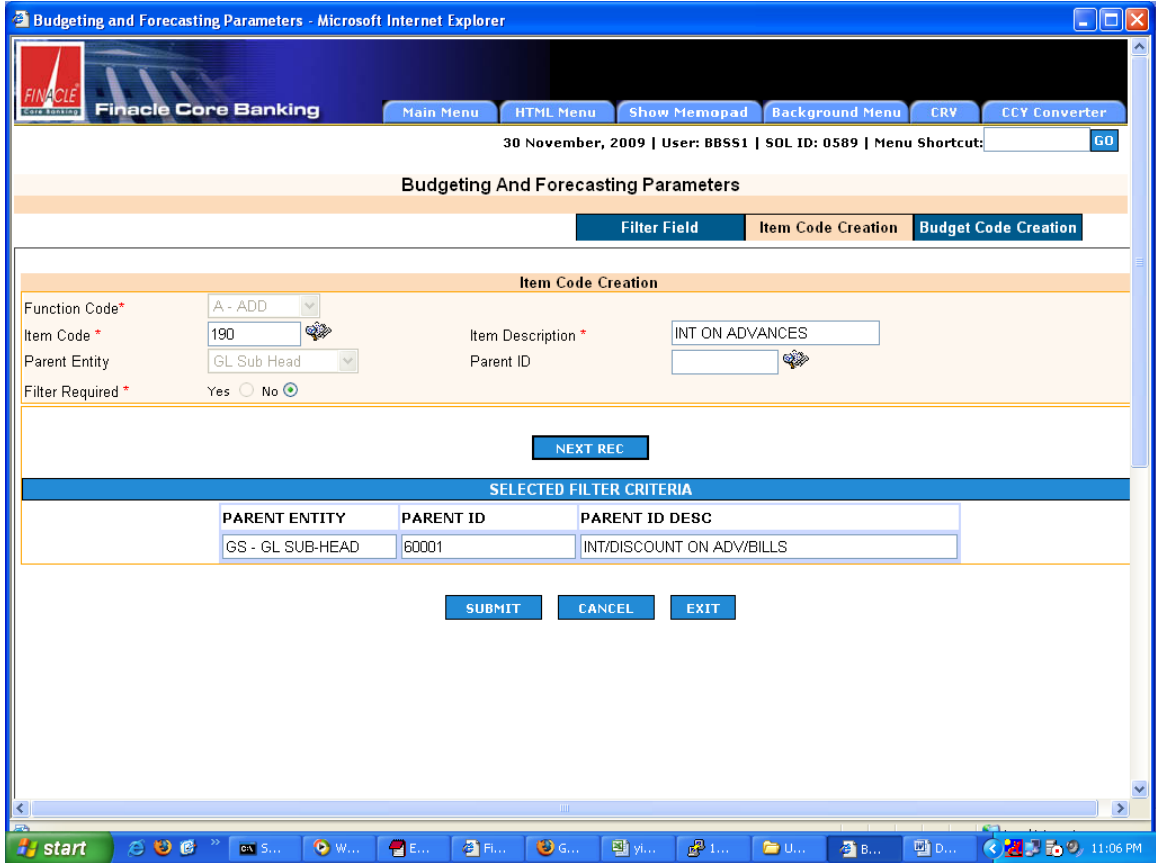 Budgeting and Forecasting Parameters - Microsoft Internet Explorer
FINACLE
Core Banking
Finacle Core Banking
Main Menu HTML Menu Show Memopad Background Menu CRV CCY Converter
30 November, 2009 | User: BBSS1 | SOL ID: 0589 | Menu Shortcut: GO
Budgeting And Forecasting Parameters
Filter Field Item Code Creation Budget Code Creation
Item Code Creation
Function Code* A - ADD
Item Code * 190 Item Description * INT ON ADVANCES
Parent Entity GL Sub Head Parent ID
Filter Required * Yes No
NEXT REC
SELECTED FILTER CRITERIA
PARENT ENTITY PARENT ID PARENT ID DESC
GS - GL SUB-HEAD 60001 INT/DISCOUNT ON ADV/BILLS
SUBMIT CANCEL EXIT
start » S... W... E... Fi... G... yi... 1... U... B... D... 11:06 PM